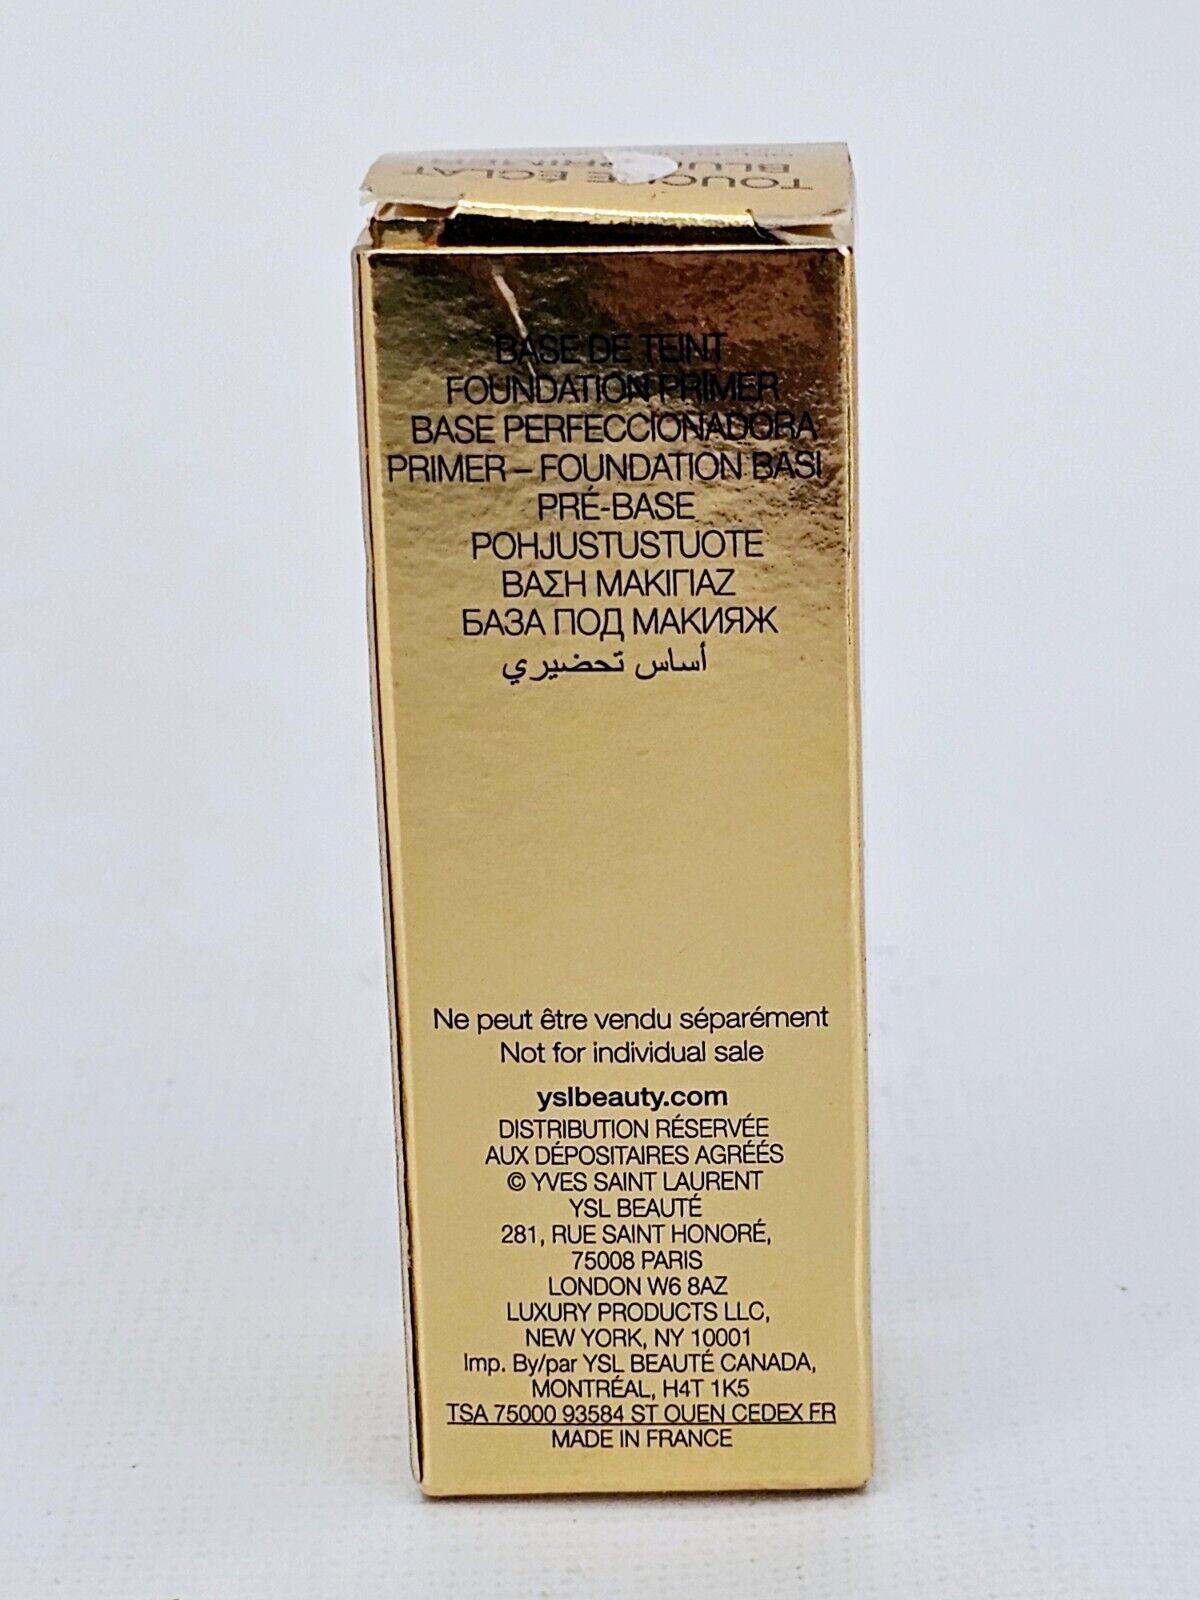 TOUCHE ÉCLAT
BLUR PRIMER
BASE DE TEINT
FOUNDATION PRIMER
BASE PERFECCIONADORA
PRIMER – FOUNDATION BASI
PRÉ-BASE
POHJUSTUSTUOTE
ΒΑΣΗ ΜΑΚΙΓΙΑΖ
БАЗА ПОД МАКИЯЖ
أساس تحضيري
Ne peut être vendu séparément
Not for individual sale
yslbeauty.com
DISTRIBUTION RÉSERVÉE
AUX DÉPOSITAIRES AGRÉÉS
© YVES SAINT LAURENT
YSL BEAUTÉ
281, RUE SAINT HONORÉ,
75008 PARIS
LONDON W6 8AZ
LUXURY PRODUCTS LLC,
NEW YORK, NY 10001
Imp. By/par YSL BEAUTÉ CANADA,
MONTRÉAL, H4T 1K5
TSA 75000 93584 ST OUEN CEDEX FR
MADE IN FRANCE